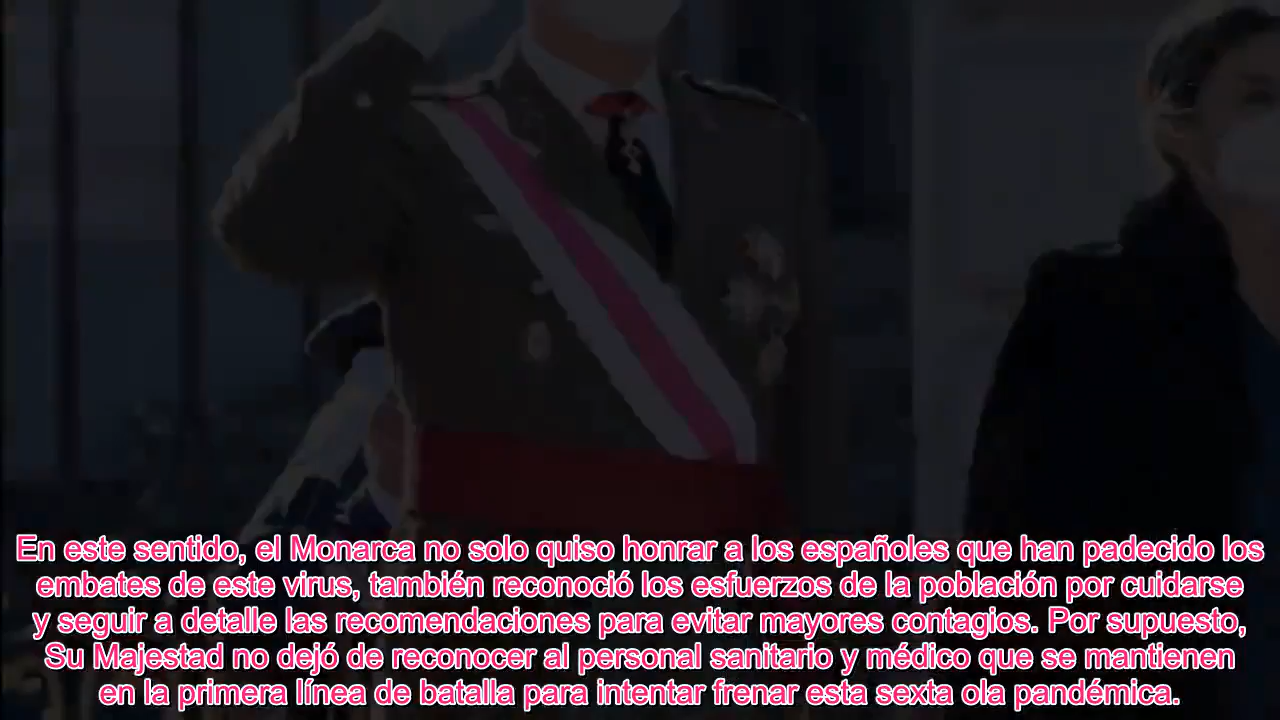 En este sentido, el Monarca no solo quiso honrar a los españoles que han padecido los
embates de este virus, también reconoció los esfuerzos de la población por cuidarse
y seguir a detalle las recomendaciones para evitar mayores contagios. Por supuesto,
Su Majestad no dejó de reconocer al personal sanitario y médico que se mantienen
en la primera línea de batalla para intentar frenar esta sexta ola pandémica.